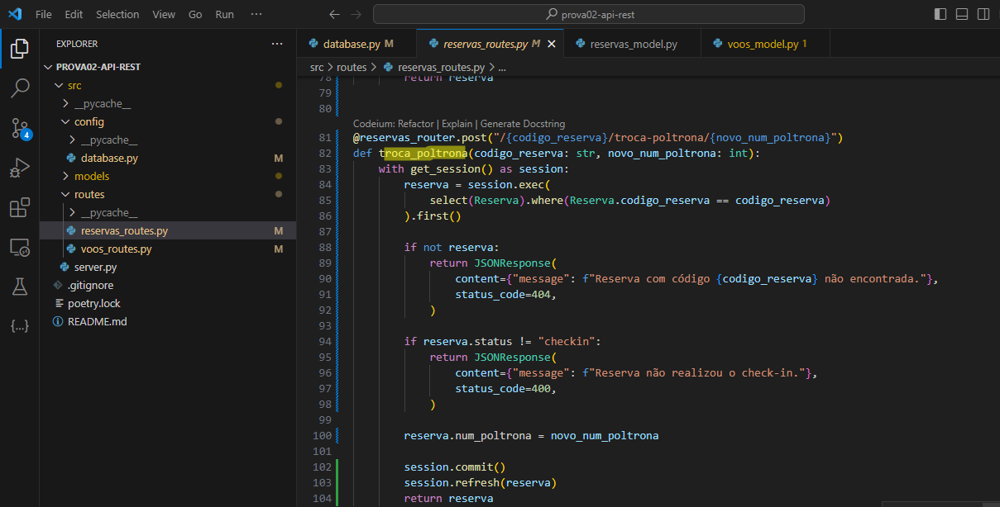 File Edit Selection View Go Run ··· prova02-api-rest
EXPLORER ···
PROVA02-API-REST
src
__pycache__
config
__pycache__
database.py M
models
routes
__pycache__
reservas_routes.py M
voos_routes.py M
server.py
.gitignore
poetry.lock
README.md
4
database.py M reservas_routes.py M reservas_model.py voos_model.py 1
src > routes > reservas_routes.py > ...
78 return reserva
79
80
Codeium: Refactor | Explain | Generate Docstring
81 @reservas_router.post("/{codigo_reserva}/troca-poltrona/{novo_num_poltrona}")
82 def troca_poltrona(codigo_reserva: str, novo_num_poltrona: int):
83 with get_session() as session:
84 reserva = session.exec(
85 select(Reserva).where(Reserva.codigo_reserva == codigo_reserva)
86 ).first()
87
88 if not reserva:
89 return JSONResponse(
90 content={"message": f"Reserva com código {codigo_reserva} não encontrada."},
91 status_code=404,
92 )
93
94 if reserva.status != "checkin":
95 return JSONResponse(
96 content={"message": f"Reserva não realizou o check-in."},
97 status_code=400,
98 )
99
100 reserva.num_poltrona = novo_num_poltrona
101
102 session.commit()
103 session.refresh(reserva)
104 return reserva